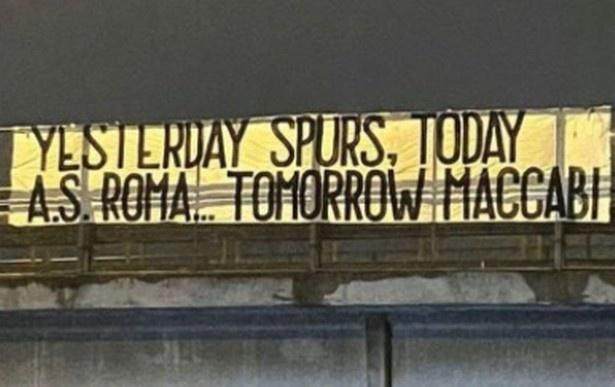 YESTERDAY SPURS, TODAY
A.S. ROMA... TOMORROW MACCABI